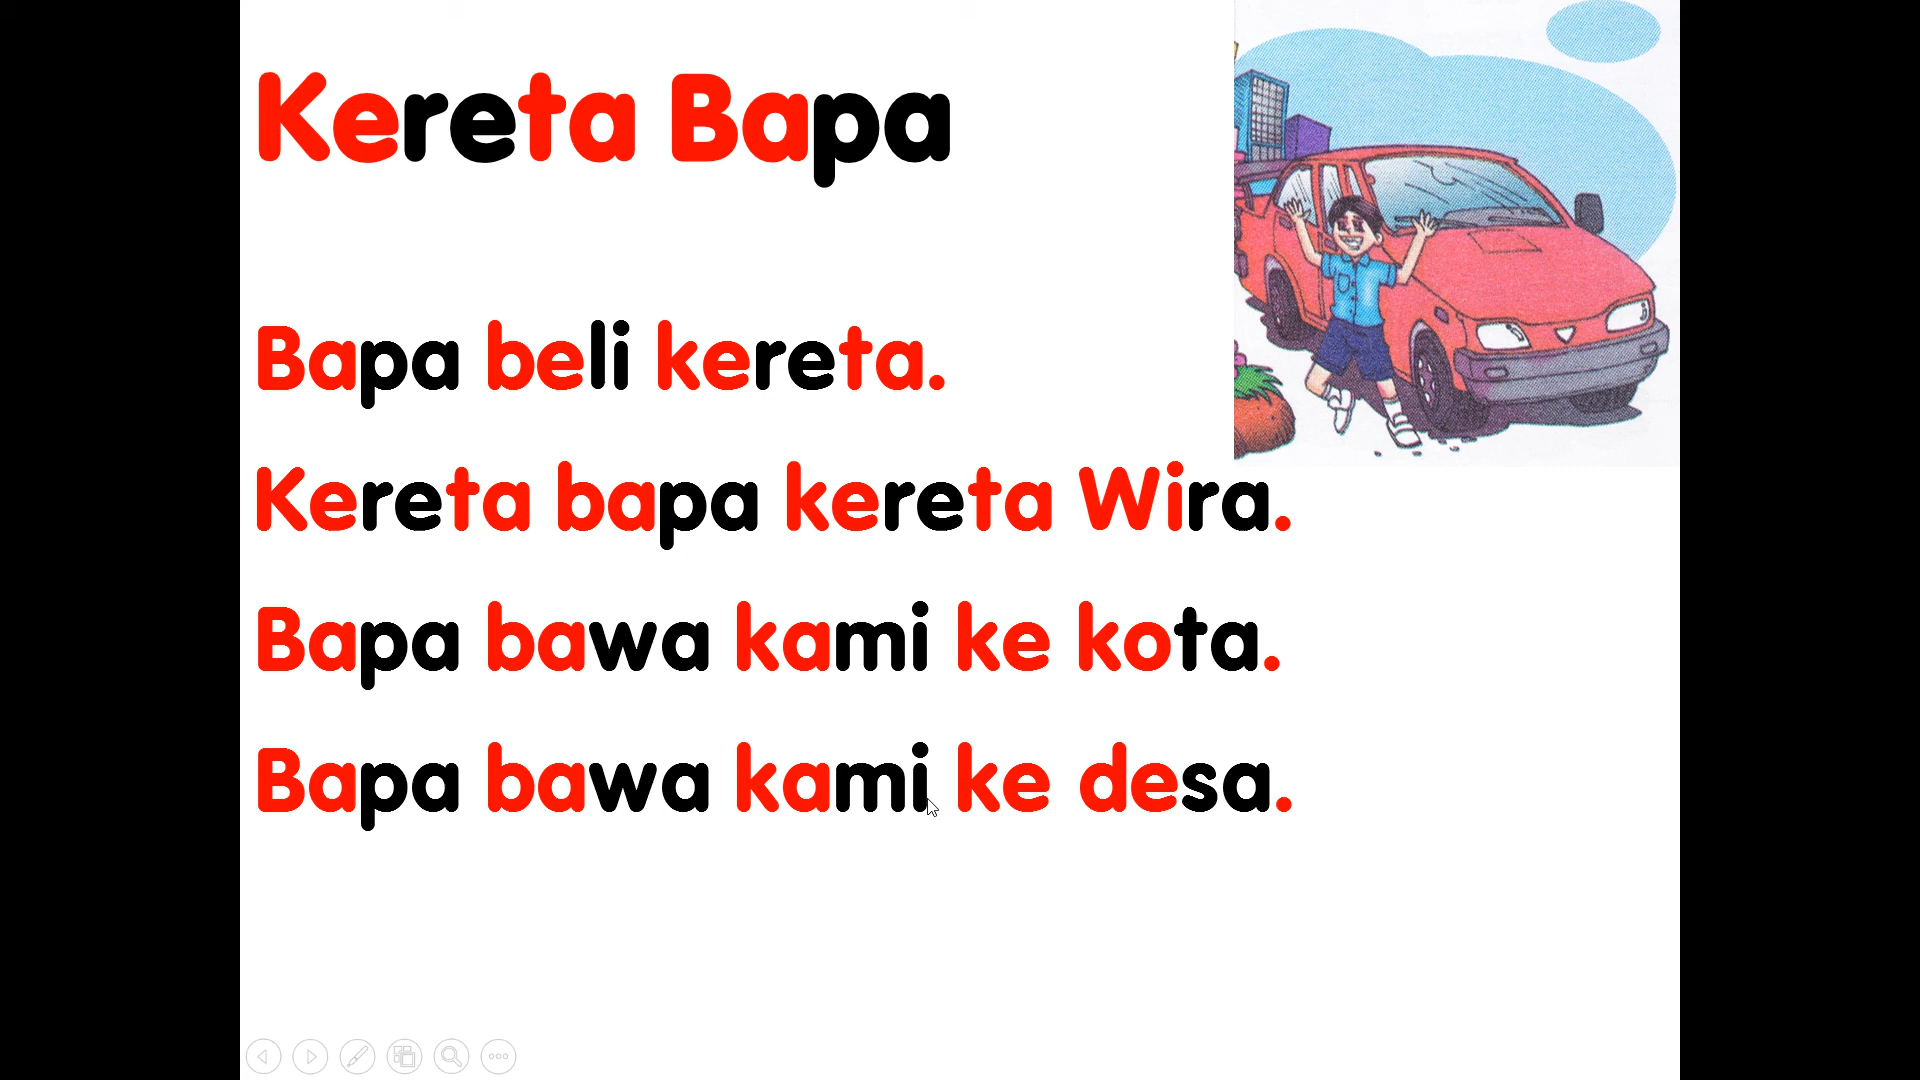 Kereta Bapa
Bapa beli kereta.
Kereta bapa kereta Wira.
Bapa bawa kami ke kota.
Bapa bawa kami ke desa.